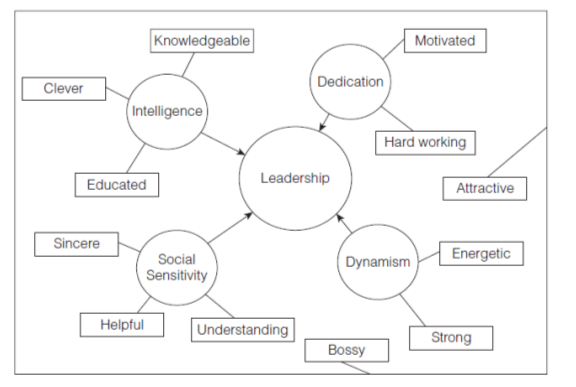 Knowledgeable
Motivated
Clever
Dedication
Intelligence
Hard working
Educated
Leadership
Attractive
Sincere
Social
Sensitivity
Dynamism
Energetic
Helpful
Understanding
Strong
Bossy